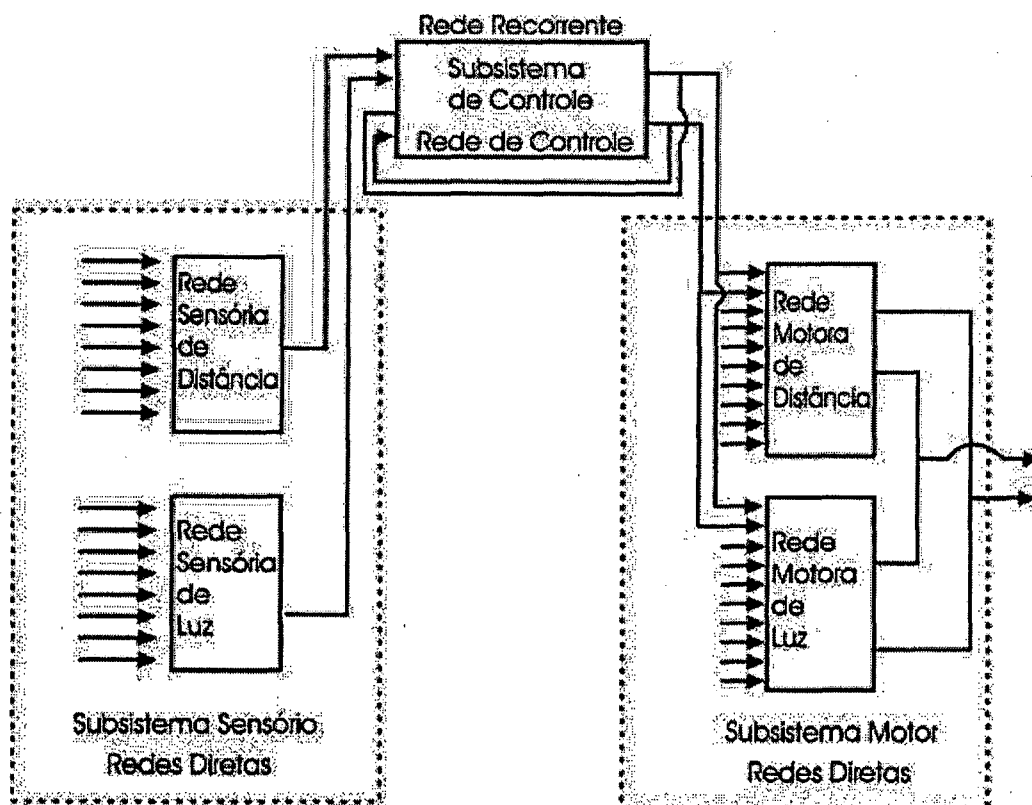 Rede Recorrente
Subsistema
de Controle
Rede de Controle
Rede
Sensória
de
Distância
Rede
Sensória
de
Luz
Subsistema Sensório
Redes Diretas
Rede
Motora
de
Distância
Rede
Motora
de
Luz
Subsistema Motor
Redes Diretas